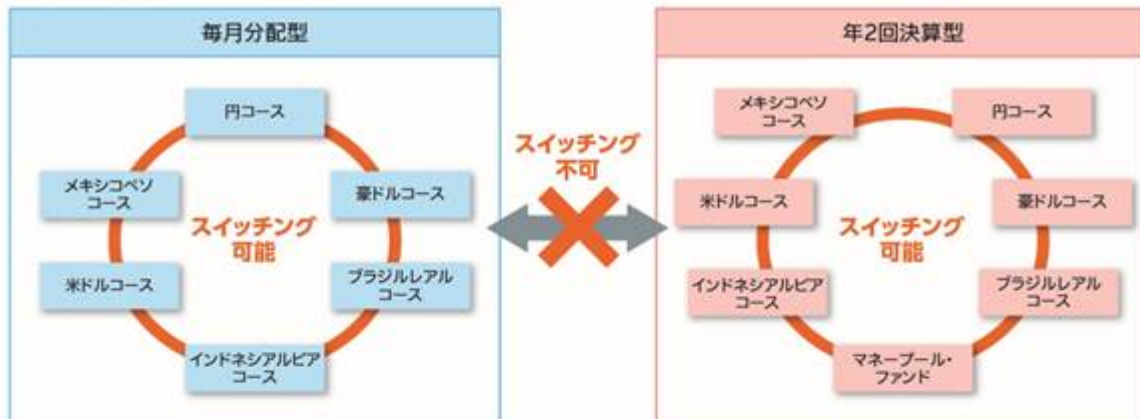 毎月分配型
円コース
メキシコペソ
コース
豪ドルコース
スイッチング
可能
米ドルコース
ブラジルレアル
コース
インドネシアルピア
コース
スイッチング
不可
年2回決算型
メキシコペソ
コース
円コース
米ドルコース
豪ドルコース
スイッチング
可能
インドネシアルピア
コース
ブラジルレアル
コース
マネープール・
ファンド